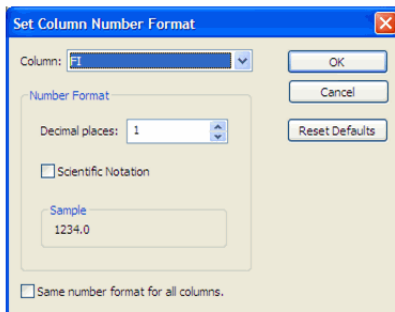 Set Column Number Format
Column: FI
OK
Number Format
Cancel
Decimal places: 1
Reset Defaults
Scientific Notation
Sample
1234.0
Same number format for all columns.